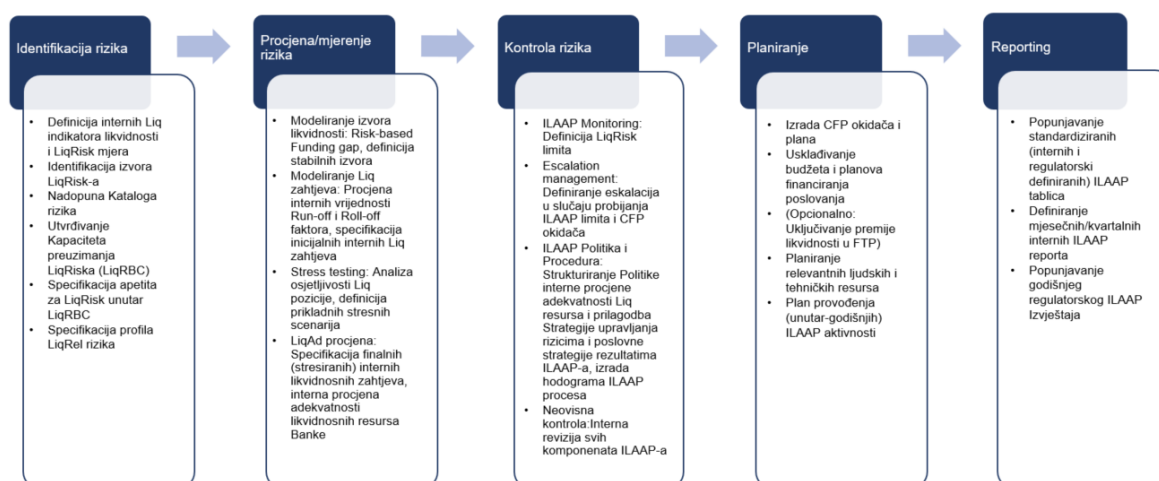 Identifikacija rizika
Definicija internih Liq
indikatora likvidnosti
i LiqRisk mjera
Identifikacija izvora
LiqRisk-a
Nadopuna Kataloga
rizika
Utvrđivanje
Kapaciteta
preuzimanja
LiqRiska (LiqRBC)
Specifikacija apetita
za LiqRisk unutar
LiqRBC
Specifikacija profila
LiqRel rizika
Procjena/mjerenje
rizika
Modeliranje izvora
likvidnosti: Risk-based
Funding gap, definicija
stabilnih izvora
Modeliranje Liq
zahtjeva: Procjena
internih vrijednosti
Run-off i Roll-off
faktora, specifikacija
inicijalnih internih Liq
zahtjeva
Stress testing: Analiza
osjetljivosti Liq
pozicije, definicija
prikladnih stresnih
scenarija
LiqAd procjena:
Specifikacija finalnih
(stresiranih) internih
likvidnosnih zahtjeva,
interna procjena
adekvatnosti
likvidnosnih resursa
Banke
Kontrola rizika
ILAAP Monitoring:
Definicija LiqRisk
limita
Escalation
management:
Definiranje eskalacija
u slučaju probijanja
ILAAP limita i CFP
okidača
ILAAP Politika i
Procedura:
Strukturiranje Politike
interne procjene
adekvatnosti Liq
resursa i prilagodba
Strategije upravljanja
rizicima i poslovne
strategije rezultatima
ILAAP-a, izrada
hodograma ILAAP
procesa
Neovisna
kontrola:Interna
revizija svih
komponenata ILAAP-a
Planiranje
Izrada CFP okidača i
plana
Usklađivanje
budžeta i planova
financiranja
poslovanja
(Opcionalno:
Uključivanje premije
likvidnosti u FTP)
Planiranje
relevantnih ljudskih i
tehničkih resursa
Plan provođenja
(unutar-godišnjih)
ILAAP aktivnosti
Reporting
Popunjavanje
standardiziranih
(internih i
regulatorski
definiranih) ILAAP
tablica
Definiranje
mjesečnih/kvartalnih
internih ILAAP
reporta
Popunjavanje
godišnjeg
regulatorskog ILAAP
Izvještaja